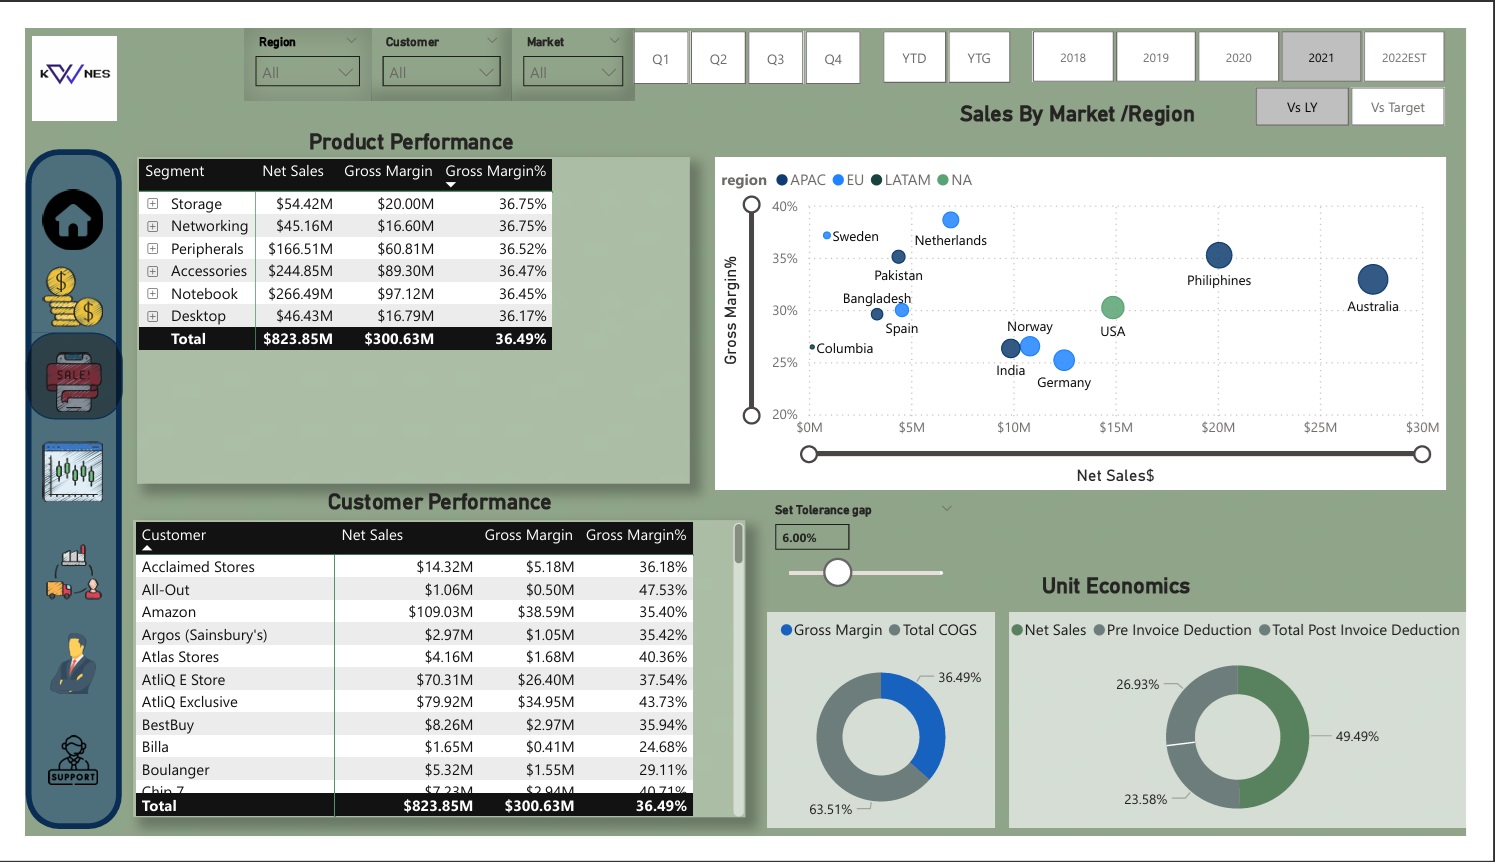 KWNES
Region Customer Market
All All All
Q1 Q2 Q3 Q4 YTD YTG 2018 2019 2020 2021 2022EST
Vs LY Vs Target
Sales By Market /Region
Product Performance
Segment Net Sales Gross Margin Gross Margin%
Storage $54.42M $20.00M 36.75%
Networking $45.16M $16.60M 36.75%
Peripherals $166.51M $60.81M 36.52%
Accessories $244.85M $89.30M 36.47%
Notebook $266.49M $97.12M 36.45%
Desktop $46.43M $16.79M 36.17%
Total $823.85M $300.63M 36.49%
region APAC EU LATAM NA
Gross Margin%
40%
35%
30%
25%
20%
Sweden
Netherlands
Pakistan
Philiphines
Bangladesh
Australia
Spain
Norway
USA
Columbia
India
Germany
$0M $5M $10M $15M $20M $25M $30M
Net Sales$
SALE!
SUPPORT
Customer Performance
Customer Net Sales Gross Margin Gross Margin%
Acclaimed Stores $14.32M $5.18M 36.18%
All-Out $1.06M $0.50M 47.53%
Amazon $109.03M $38.59M 35.40%
Argos (Sainsbury's) $2.97M $1.05M 35.42%
Atlas Stores $4.16M $1.68M 40.36%
AtliQ E Store $70.31M $26.40M 37.54%
AtliQ Exclusive $79.92M $34.95M 43.73%
BestBuy $8.26M $2.97M 35.94%
Billa $1.65M $0.41M 24.68%
Boulanger $5.32M $1.55M 29.11%
Chip 7 $7.23M $2.94M 40.71%
Total $823.85M $300.63M 36.49%
Set Tolerance gap
6.00%
Unit Economics
Gross Margin Total COGS
36.49%
63.51%
Net Sales Pre Invoice Deduction Total Post Invoice Deduction
26.93%
49.49%
23.58%